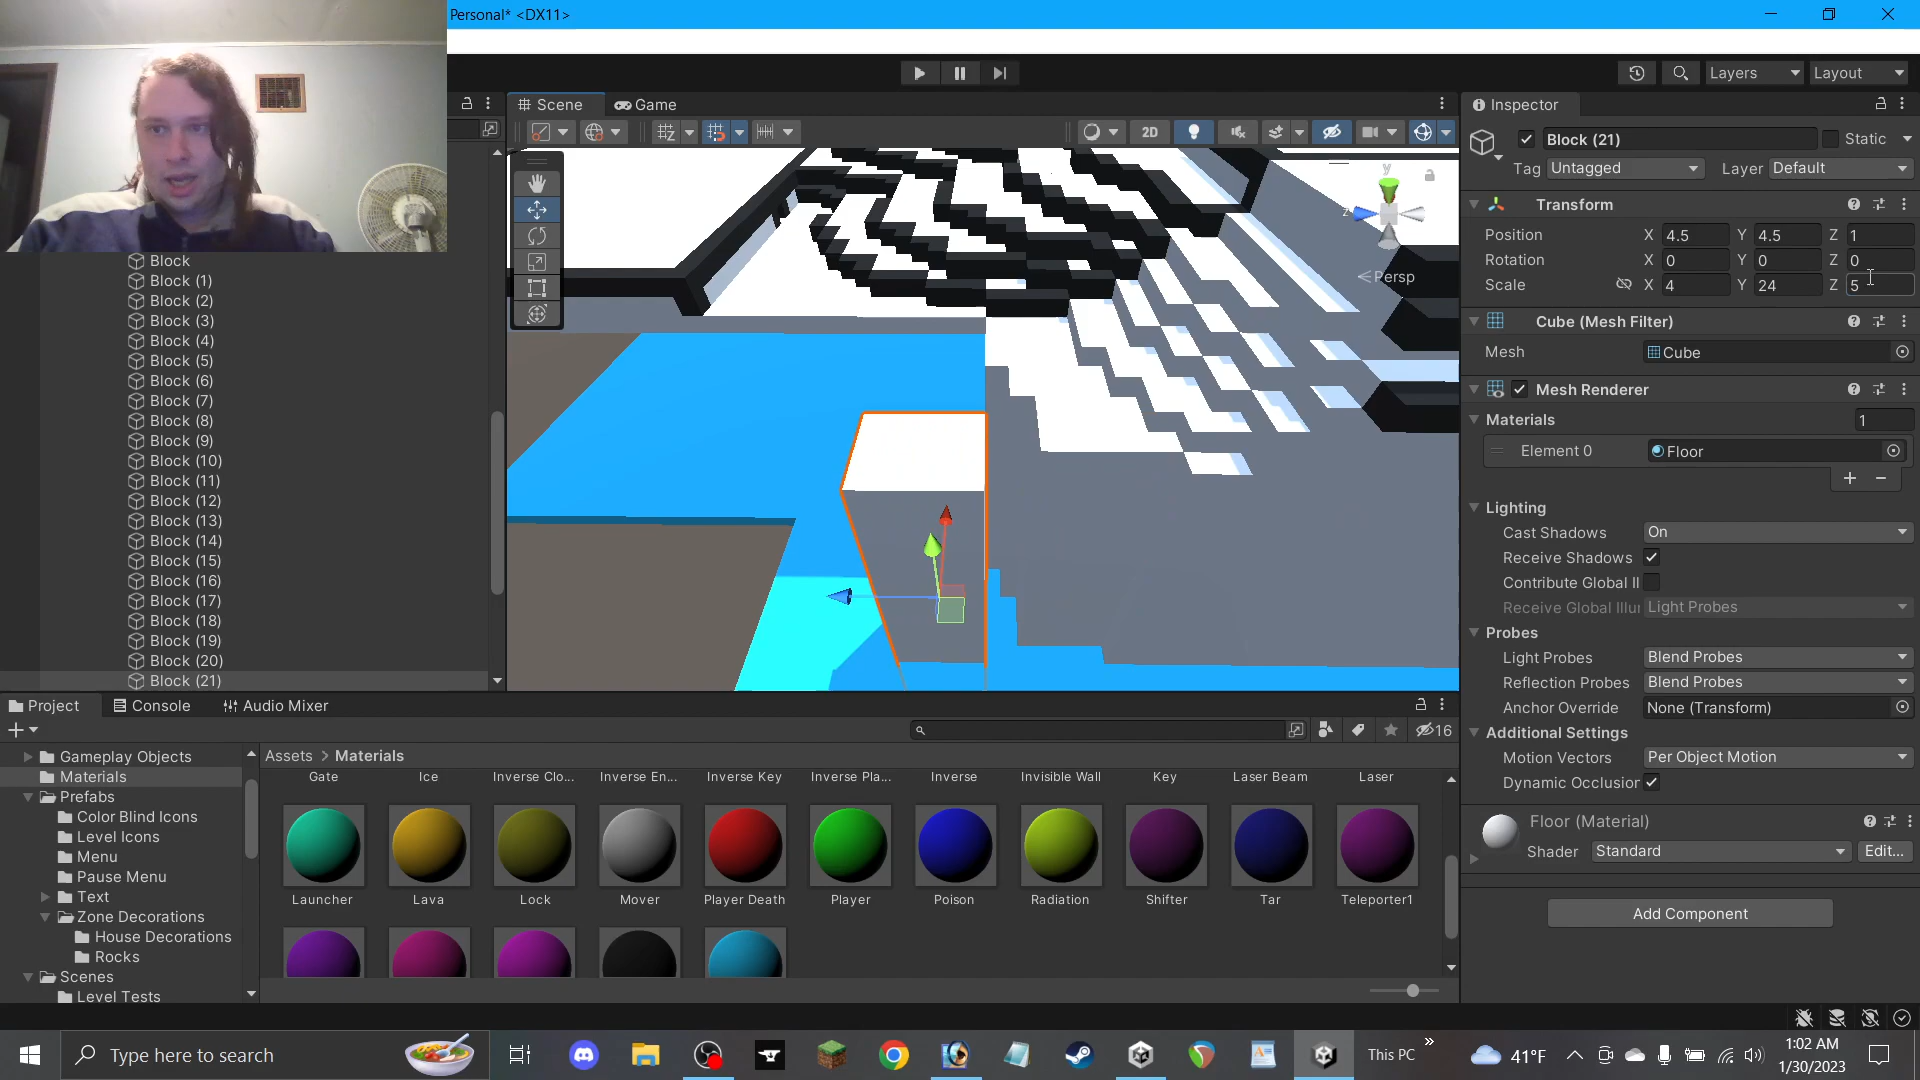 Personal* <DX11>
Layers
Layout
Scene
Game
2D
y
z
Persp
Inspector
Block (21)
Static
Tag Untagged
Layer Default
Transform
Position X 4.5 Y 4.5 Z 1
Rotation X 0 Y 0 Z 0
Scale X 4 Y 24 Z 5
Cube (Mesh Filter)
Mesh Cube
Mesh Renderer
Materials 1
Element 0 Floor
Lighting
Cast Shadows On
Receive Shadows
Contribute Global Il
Receive Global Illur Light Probes
Probes
Light Probes Blend Probes
Reflection Probes Blend Probes
Anchor Override None (Transform)
Additional Settings
Motion Vectors Per Object Motion
Dynamic Occlusion
Floor (Material)
Shader Standard Edit...
Add Component
Block
Block (1)
Block (2)
Block (3)
Block (4)
Block (5)
Block (6)
Block (7)
Block (8)
Block (9)
Block (10)
Block (11)
Block (12)
Block (13)
Block (14)
Block (15)
Block (16)
Block (17)
Block (18)
Block (19)
Block (20)
Block (21)
Project
Console
Audio Mixer
16
Gameplay Objects
Materials
Prefabs
Color Blind Icons
Level Icons
Menu
Pause Menu
Text
Zone Decorations
House Decorations
Rocks
Scenes
Level Tests
Assets > Materials
Gate
Ice
Inverse Clo...
Inverse En...
Inverse Key
Inverse Pla...
Inverse
Invisible Wall
Key
Laser Beam
Laser
Launcher
Lava
Lock
Mover
Player Death
Player
Poison
Radiation
Shifter
Tar
Teleporter1
Type here to search
This PC
41°F
1:02 AM
1/30/2023